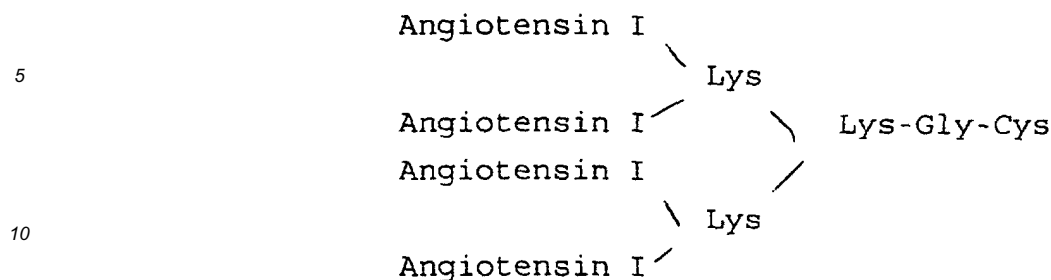 Angiotensin I
5 Lys
Angiotensin I Lys-Gly-Cys
Angiotensin I
10 Lys
Angiotensin I